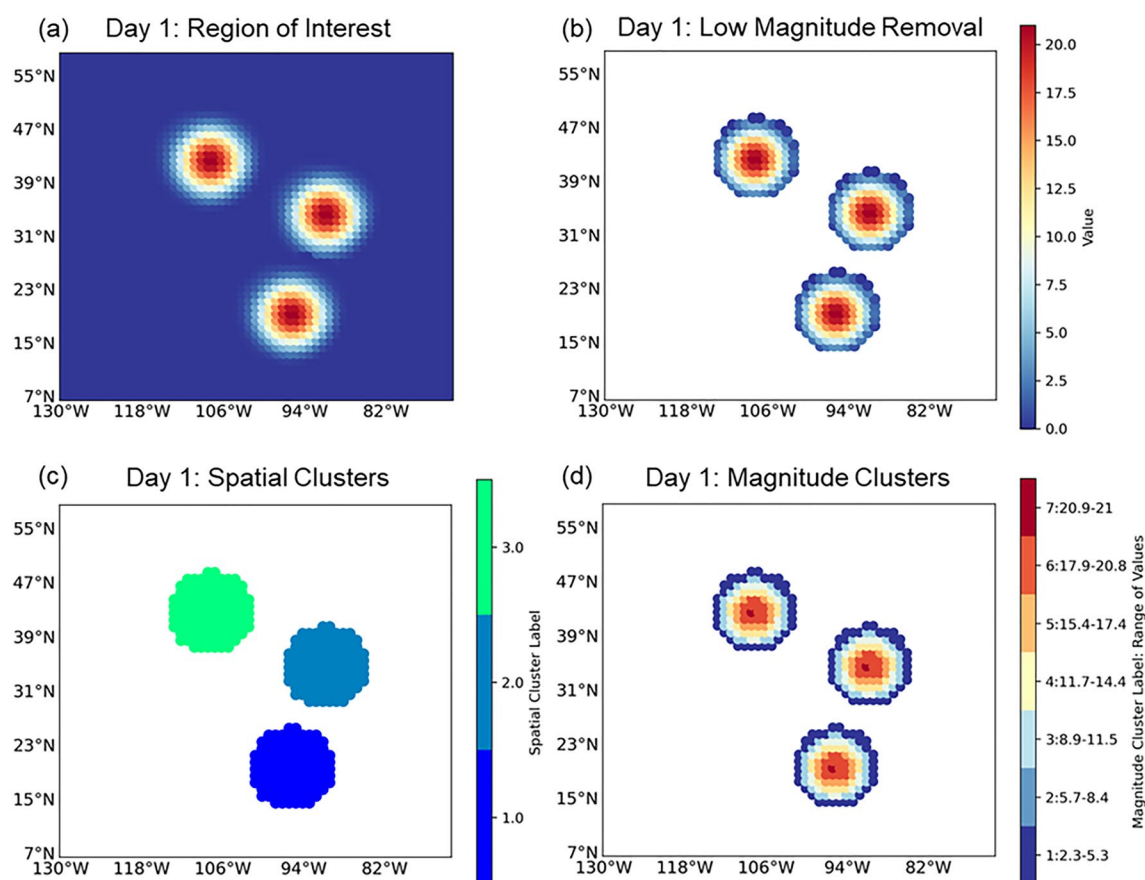 (a) Day 1: Region of Interest
55°N
47°N
39°N
31°N
23°N
15°N
7°N
130°W 118°W 106°W 94°W 82°W
(b) Day 1: Low Magnitude Removal
55°N
47°N
39°N
31°N
23°N
15°N
7°N
130°W 118°W 106°W 94°W 82°W
20.0
17.5
15.0
12.5
10.0
7.5
5.0
2.5
0.0
Value
(c) Day 1: Spatial Clusters
55°N
47°N
39°N
31°N
23°N
15°N
7°N
130°W 118°W 106°W 94°W 82°W
3.0
2.0
1.0
Spatial Cluster Label
(d) Day 1: Magnitude Clusters
55°N
47°N
39°N
31°N
23°N
15°N
7°N
130°W 118°W 106°W 94°W 82°W
7:20.9-21
6:17.9-20.8
5:15.4-17.4
4:11.7-14.4
3:8.9-11.5
2:5.7-8.4
1:2.3-5.3
Magnitude Cluster Label: Range of Values